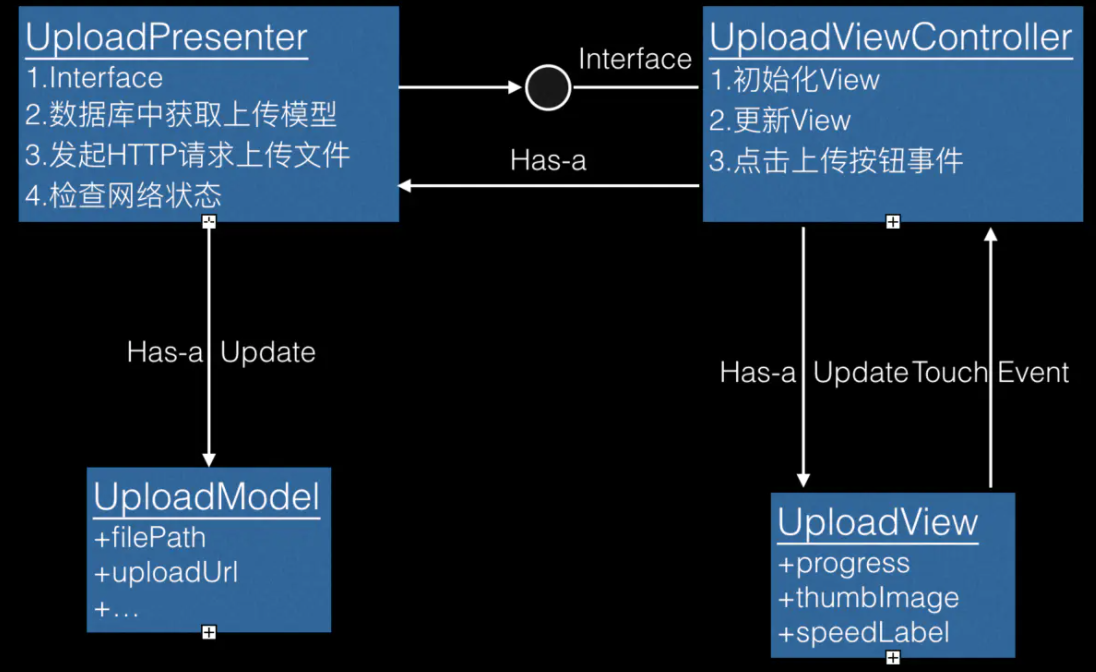 UploadPresenter
1.Interface
2.数据库中获取上传模型
3.发起HTTP请求上传文件
4.检查网络状态
Interface
Has-a
UploadViewController
1.初始化View
2.更新View
3.点击上传按钮事件
Has-a Update
Has-a Update Touch Event
UploadModel
+filePath
+uploadUrl
+...
UploadView
+progress
+thumbImage
+speedLabel